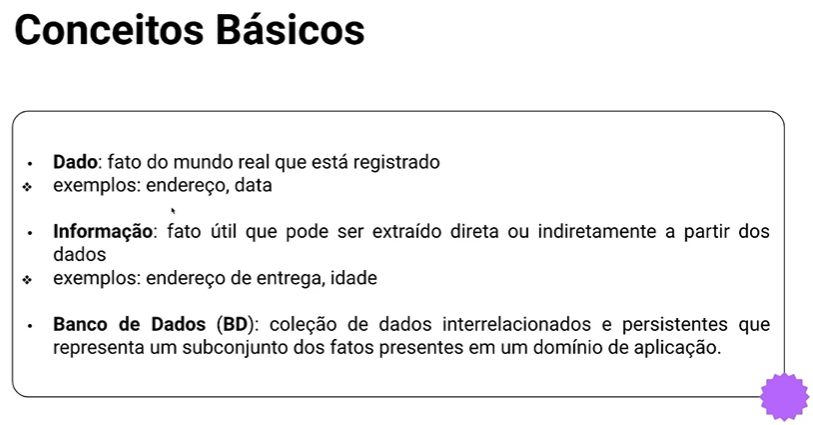 Conceitos Básicos
• Dado: fato do mundo real que está registrado
❖ exemplos: endereço, data
• Informação: fato útil que pode ser extraído direta ou indiretamente a partir dos
dados
❖ exemplos: endereço de entrega, idade
• Banco de Dados (BD): coleção de dados interrelacionados e persistentes que
representa um subconjunto dos fatos presentes em um domínio de aplicação.